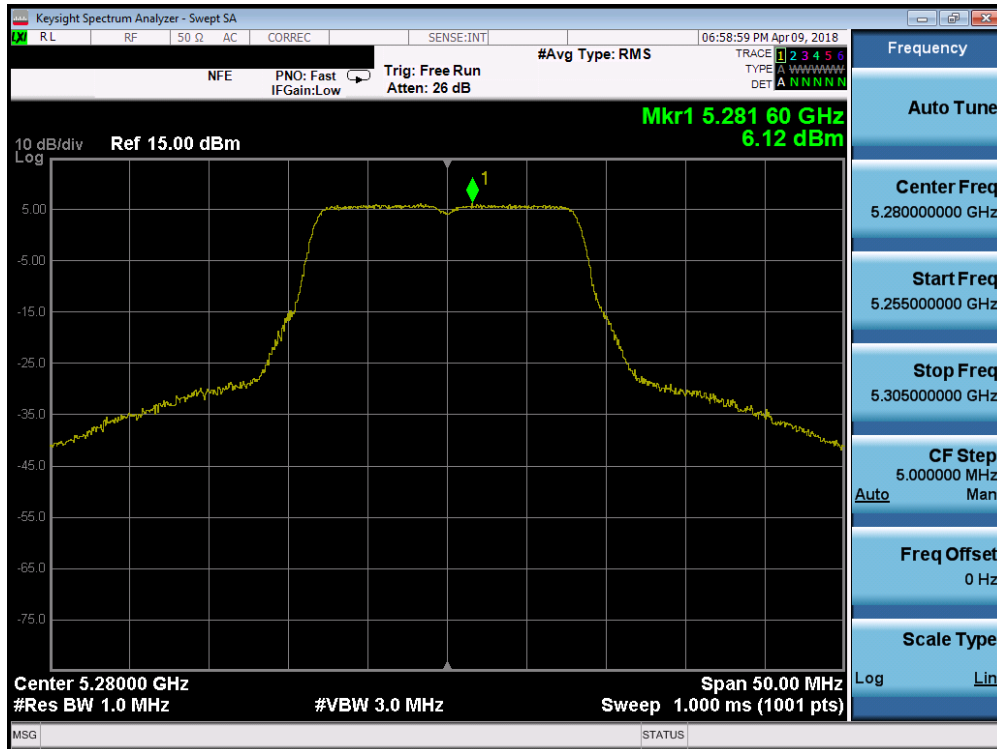 Keysight Spectrum Analyzer - Swept SA
LXI RL RF 50 Ω AC CORREC SENSE:INT 06:58:59 PM Apr 09, 2018
NFE PNO: Fast IFGain:Low Trig: Free Run Atten: 26 dB #Avg Type: RMS
TRACE 1 2 3 4 5 6
TYPE A WWWWW
DET A N N N N N
Mkr1 5.281 60 GHz
6.12 dBm
10 dB/div Ref 15.00 dBm
Log
1
5.00
-5.00
-15.0
-25.0
-35.0
-45.0
-55.0
-65.0
-75.0
Center 5.28000 GHz Span 50.00 MHz
#Res BW 1.0 MHz #VBW 3.0 MHz Sweep 1.000 ms (1001 pts)
MSG STATUS
Frequency
Auto Tune
Center Freq
5.280000000 GHz
Start Freq
5.255000000 GHz
Stop Freq
5.305000000 GHz
CF Step
5.000000 MHz
Auto Man
Freq Offset
0 Hz
Scale Type
Log Lin